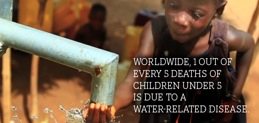 WORLDWIDE, 1 OUT OF
EVERY 5 DEATHS OF
CHILDREN UNDER 5
IS DUE TO A
WATER-RELATED DISEASE.